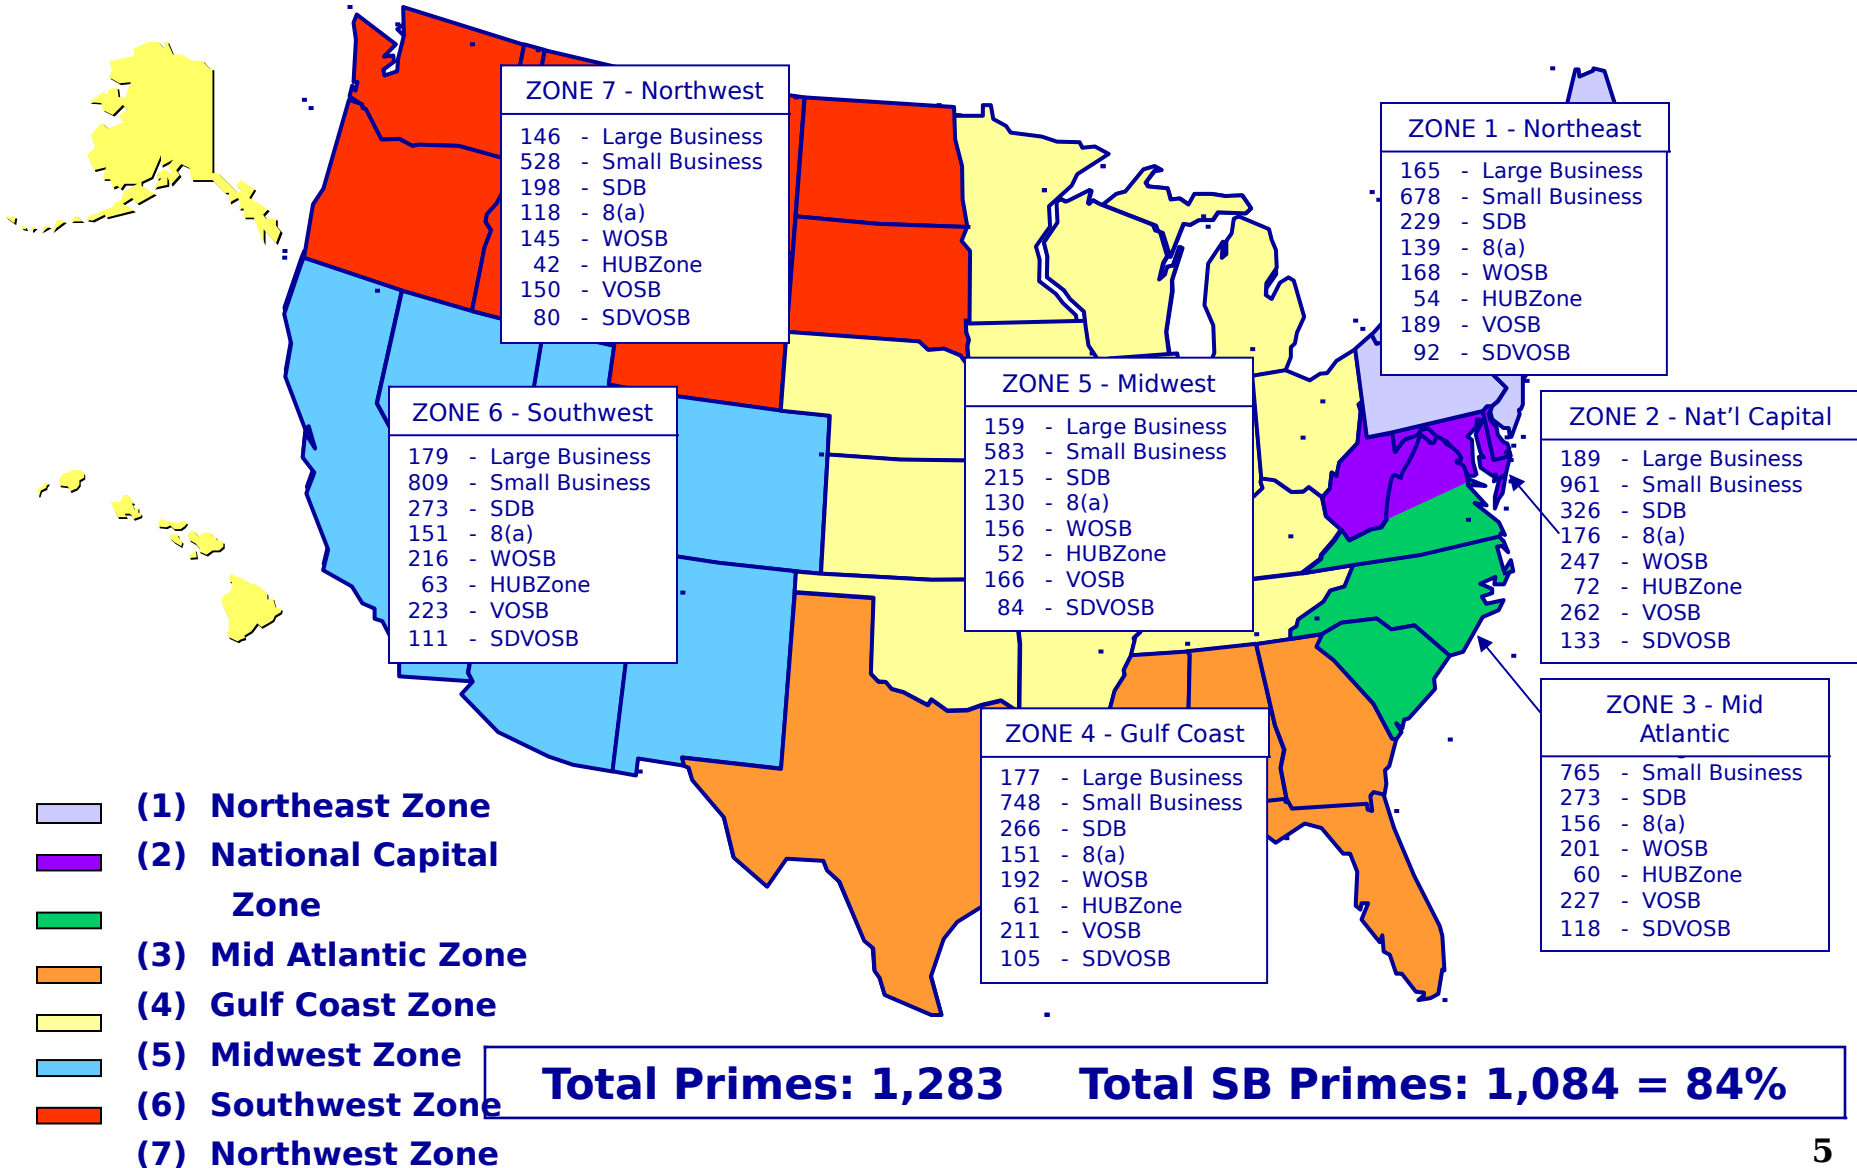 ZONE 7 - Northwest
146 - Large Business
528 - Small Business
198 - SDB
118 - 8(a)
145 - WOSB
42 - HUBZone
150 - VOSB
80 - SDVOSB
ZONE 1 - Northeast
165 - Large Business
678 - Small Business
229 - SDB
139 - 8(a)
168 - WOSB
54 - HUBZone
189 - VOSB
92 - SDVOSB
ZONE 6 - Southwest
179 - Large Business
809 - Small Business
273 - SDB
151 - 8(a)
216 - WOSB
63 - HUBZone
223 - VOSB
111 - SDVOSB
ZONE 5 - Midwest
159 - Large Business
583 - Small Business
215 - SDB
130 - 8(a)
156 - WOSB
52 - HUBZone
166 - VOSB
84 - SDVOSB
ZONE 2 - Nat’l Capital
189 - Large Business
961 - Small Business
326 - SDB
176 - 8(a)
247 - WOSB
72 - HUBZone
262 - VOSB
133 - SDVOSB
ZONE 4 - Gulf Coast
177 - Large Business
748 - Small Business
266 - SDB
151 - 8(a)
192 - WOSB
61 - HUBZone
211 - VOSB
105 - SDVOSB
ZONE 3 - Mid
Atlantic
765 - Small Business
273 - SDB
156 - 8(a)
201 - WOSB
60 - HUBZone
227 - VOSB
118 - SDVOSB
(1) Northeast Zone
(2) National Capital
Zone
(3) Mid Atlantic Zone
(4) Gulf Coast Zone
(5) Midwest Zone
(6) Southwest Zone
(7) Northwest Zone
Total Primes: 1,283 Total SB Primes: 1,084 = 84%
5